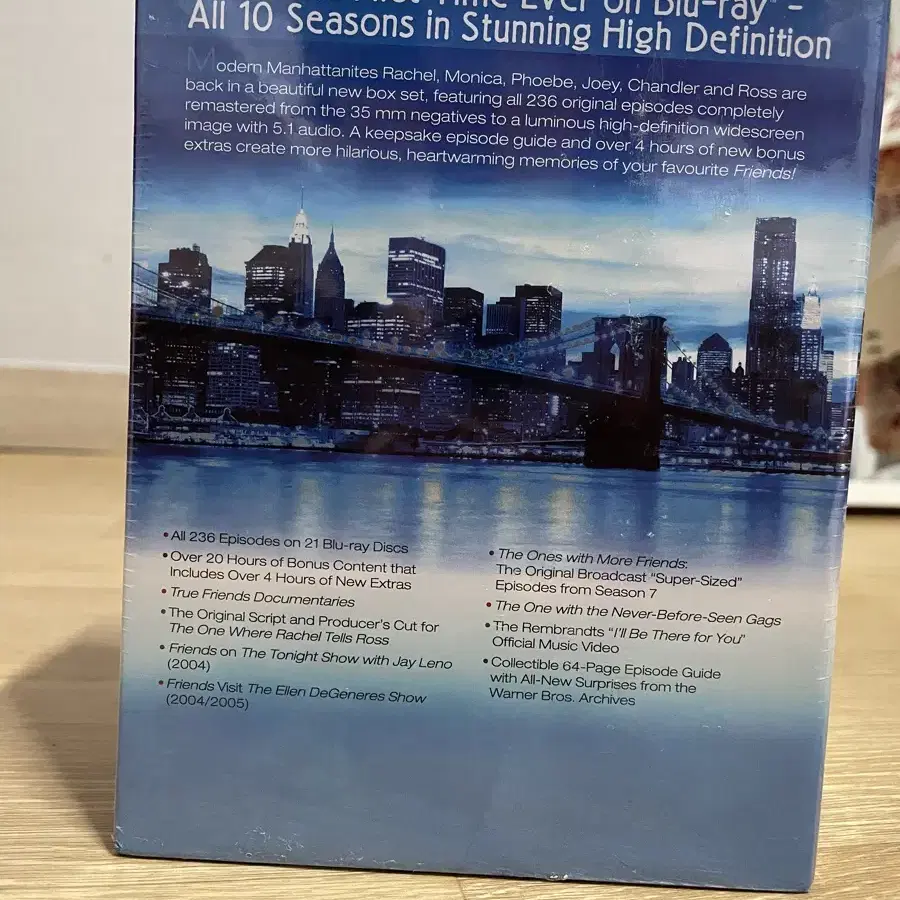 Time Ever on Blu-ray™ –
All 10 Seasons in Stunning High Definition
Modern Manhattanites Rachel, Monica, Phoebe, Joey, Chandler and Ross are
back in a beautiful new box set, featuring all 236 original episodes completely
remastered from the 35 mm negatives to a luminous high-definition widescreen
image with 5.1 audio. A keepsake episode guide and over 4 hours of new bonus
extras create more hilarious, heartwarming memories of your favourite Friends!
• All 236 Episodes on 21 Blu-ray Discs
• Over 20 Hours of Bonus Content that
Includes Over 4 Hours of New Extras
• True Friends Documentaries
• The Original Script and Producer's Cut for
The One Where Rachel Tells Ross
• Friends on The Tonight Show with Jay Leno
(2004)
• Friends Visit The Ellen DeGeneres Show
(2004/2005)
• The Ones with More Friends:
The Original Broadcast "Super-Sized"
Episodes from Season 7
• The One with the Never-Before-Seen Gags
• The Rembrandts "I'll Be There for You"
Official Music Video
• Collectible 64-Page Episode Guide
with All-New Surprises from the
Warner Bros. Archives